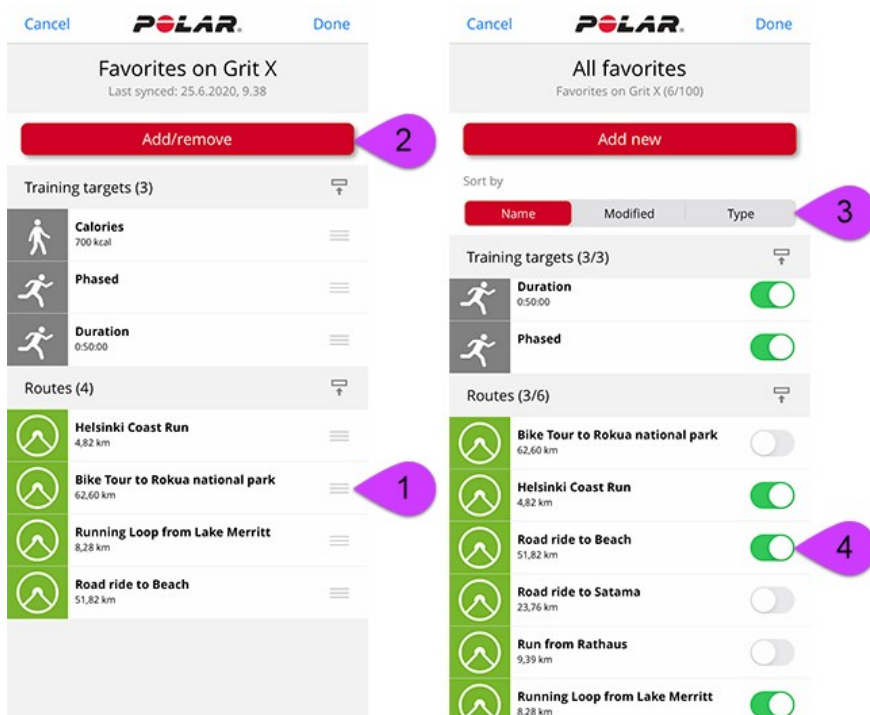 Cancel
POLAR.
Done
Favorites on Grit X
Last synced: 25.6.2020, 9.38
Add/remove
2
Training targets (3)
Calories
700 kcal
Phased
Duration
0:50:00
Routes (4)
Helsinki Coast Run
4,82 km
Bike Tour to Rokua national park
62,60 km
1
Running Loop from Lake Merritt
8,28 km
Road ride to Beach
51,82 km
Cancel
POLAR.
Done
All favorites
Favorites on Grit X (6/100)
Add new
Sort by
Name Modified Type
3
Training targets (3/3)
Duration
0:50:00
Phased
Routes (3/6)
Bike Tour to Rokua national park
62,60 km
Helsinki Coast Run
4,82 km
Road ride to Beach
51,82 km
4
Road ride to Satama
23,76 km
Run from Rathaus
9,39 km
Running Loop from Lake Merritt
8,28 km